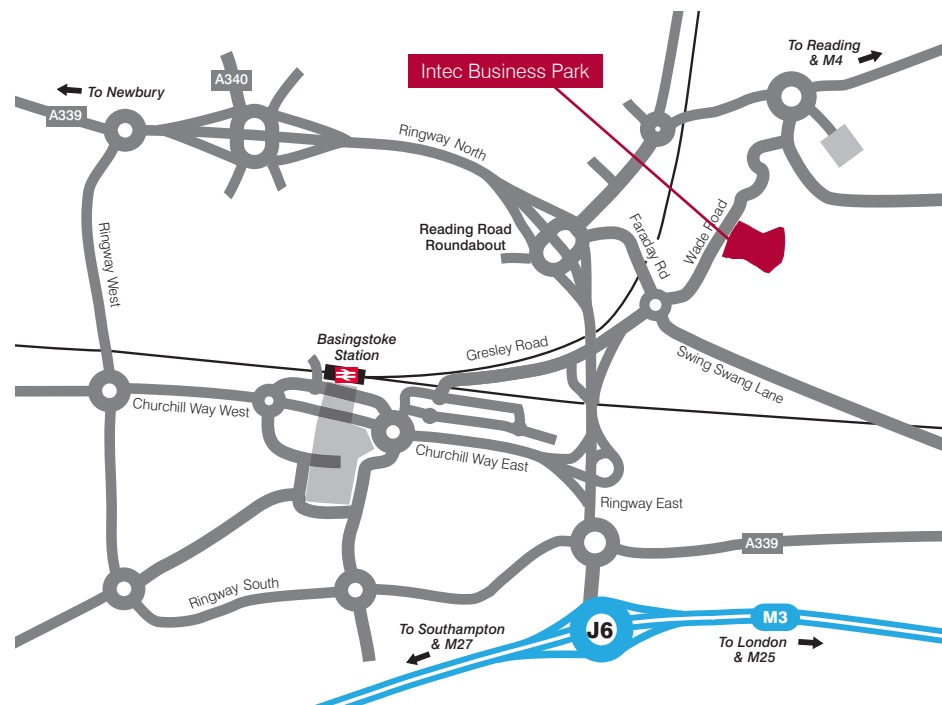 To Reading
& M4
Intec Business Park
A340
To Newbury
A339
Ringway North
Reading Road
Roundabout
Faraday Rd
Wade Road
Ringway West
Basingstoke
Station
Gresley Road
Swing Swang Lane
Churchill Way West
Churchill Way East
Ringway East
A339
Ringway South
To Southampton
& M27
J6
M3
To London
& M25